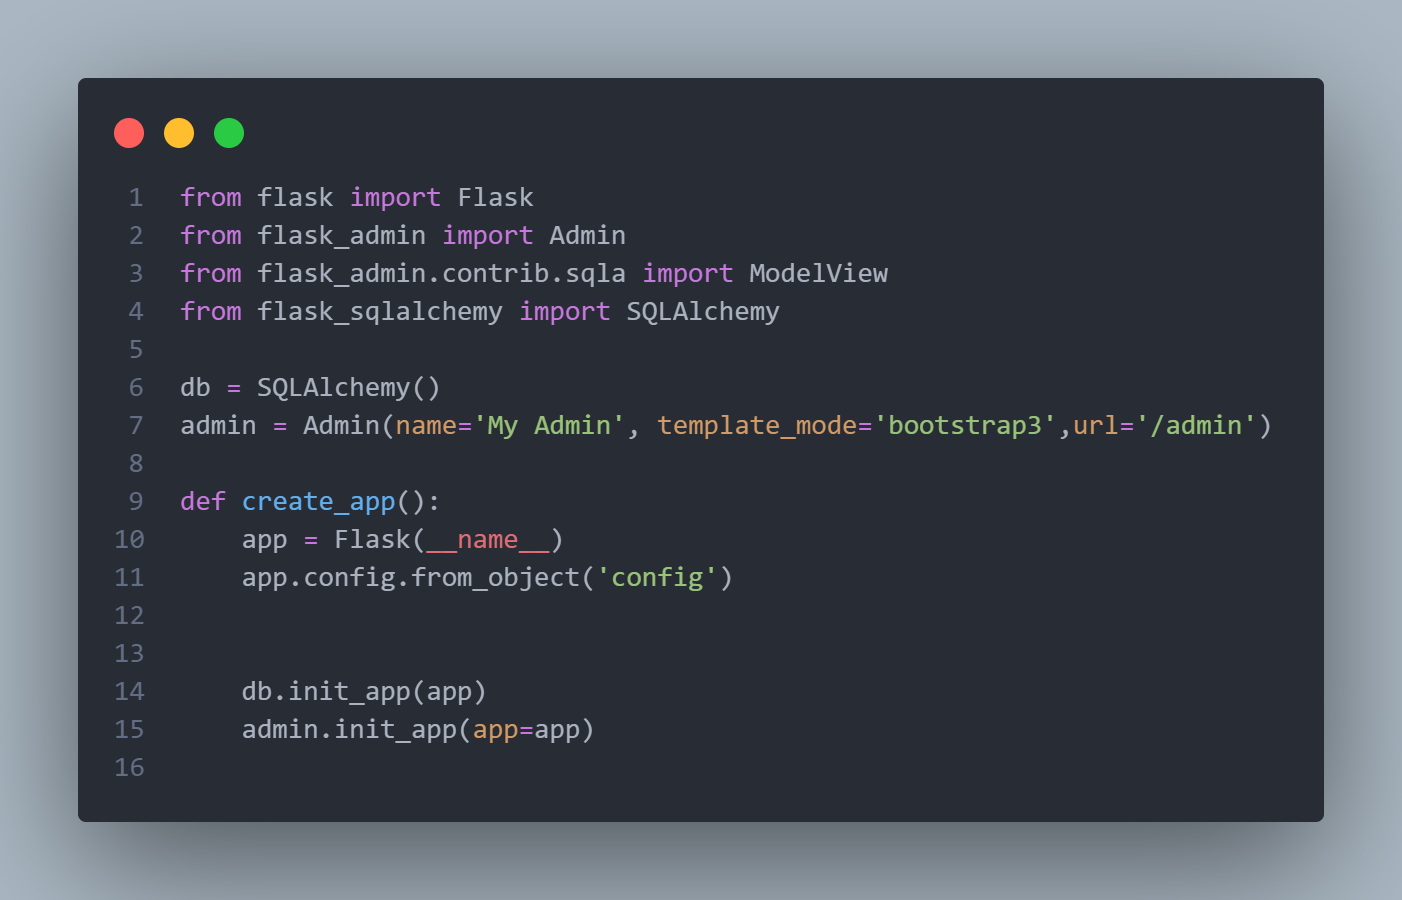 1 from flask import Flask
2 from flask_admin import Admin
3 from flask_admin.contrib.sqla import ModelView
4 from flask_sqlalchemy import SQLAlchemy
5
6 db = SQLAlchemy()
7 admin = Admin(name='My Admin', template_mode='bootstrap3',url='/admin')
8
9 def create_app():
10     app = Flask(__name__)
11     app.config.from_object('config')
12
13
14     db.init_app(app)
15     admin.init_app(app=app)
16